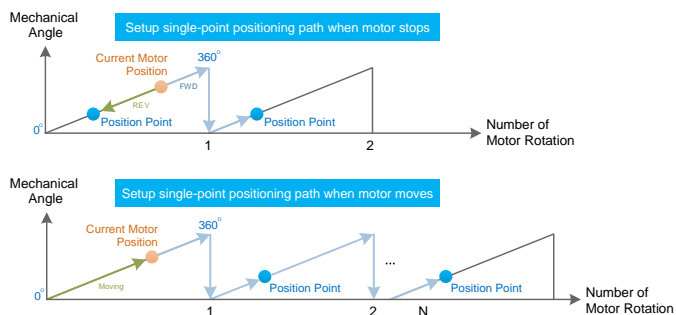 Mechanical
Angle
Setup single-point positioning path when motor stops
Current Motor
Position
360°
FWD
REV
Position Point
Position Point
0°
1
2
Number of
Motor Rotation
Mechanical
Angle
Setup single-point positioning path when motor moves
360°
Current Motor
Position
Moving
...
Position Point
Position Point
0°
1
2
N
Number of
Motor Rotation